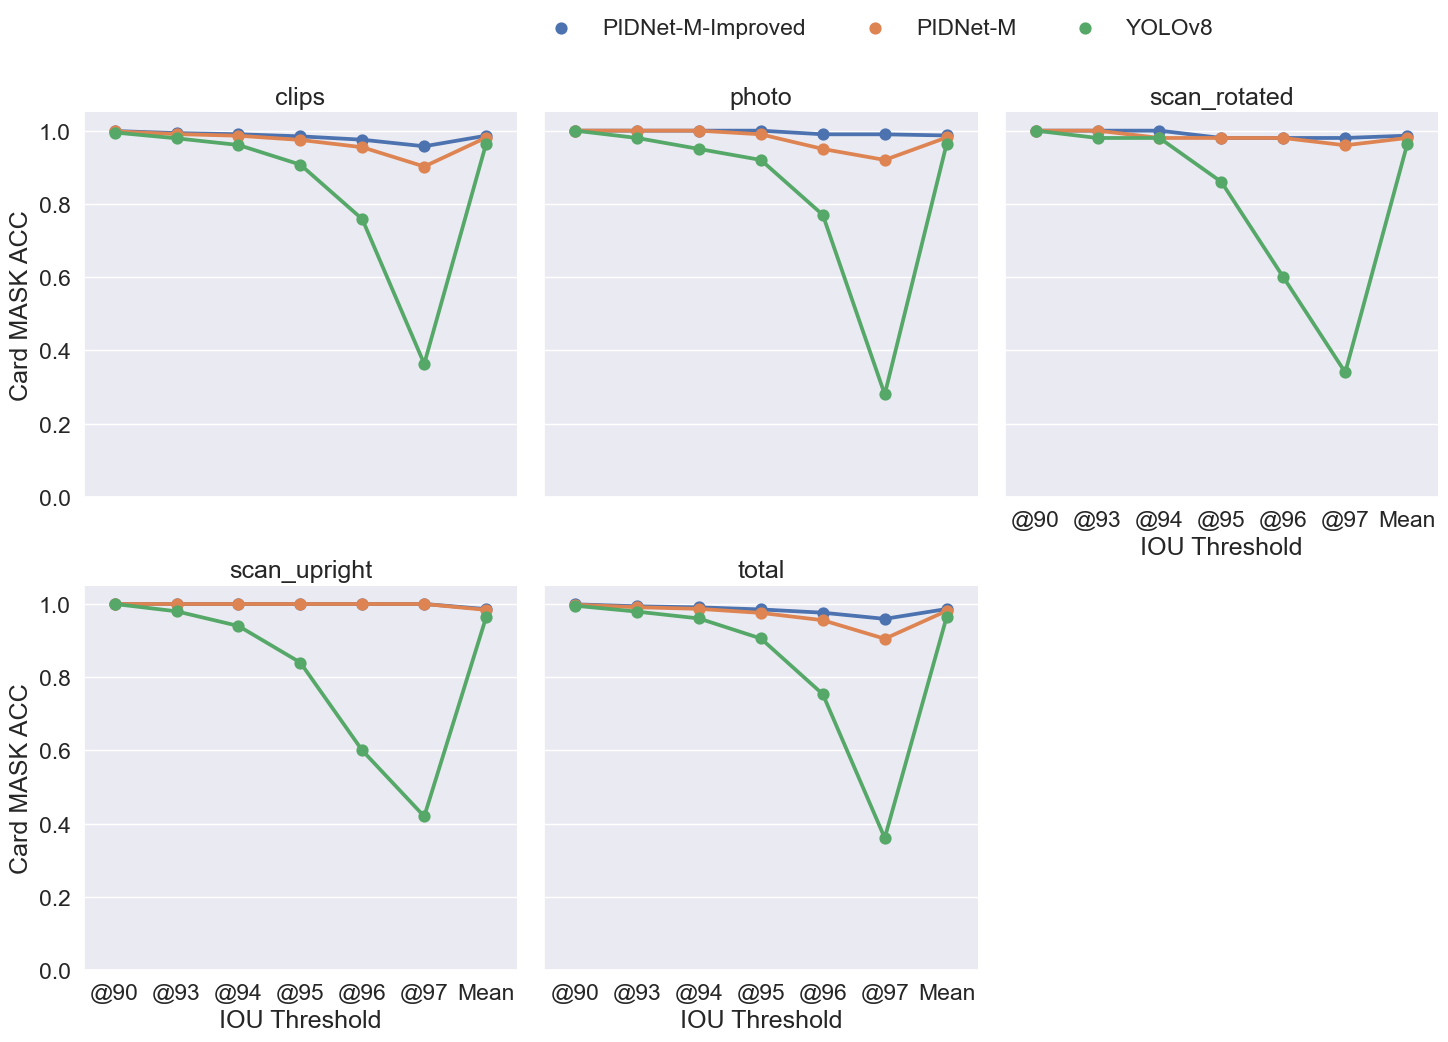 PIDNet-M-Improved PIDNet-M YOLOv8
clips photo scan_rotated
Card MASK ACC
1.0
0.8
0.6
0.4
0.2
0.0
@90 @93 @94 @95 @96 @97 Mean
IOU Threshold
scan_upright total
Card MASK ACC
1.0
0.8
0.6
0.4
0.2
0.0
@90 @93 @94 @95 @96 @97 Mean @90 @93 @94 @95 @96 @97 Mean
IOU Threshold IOU Threshold